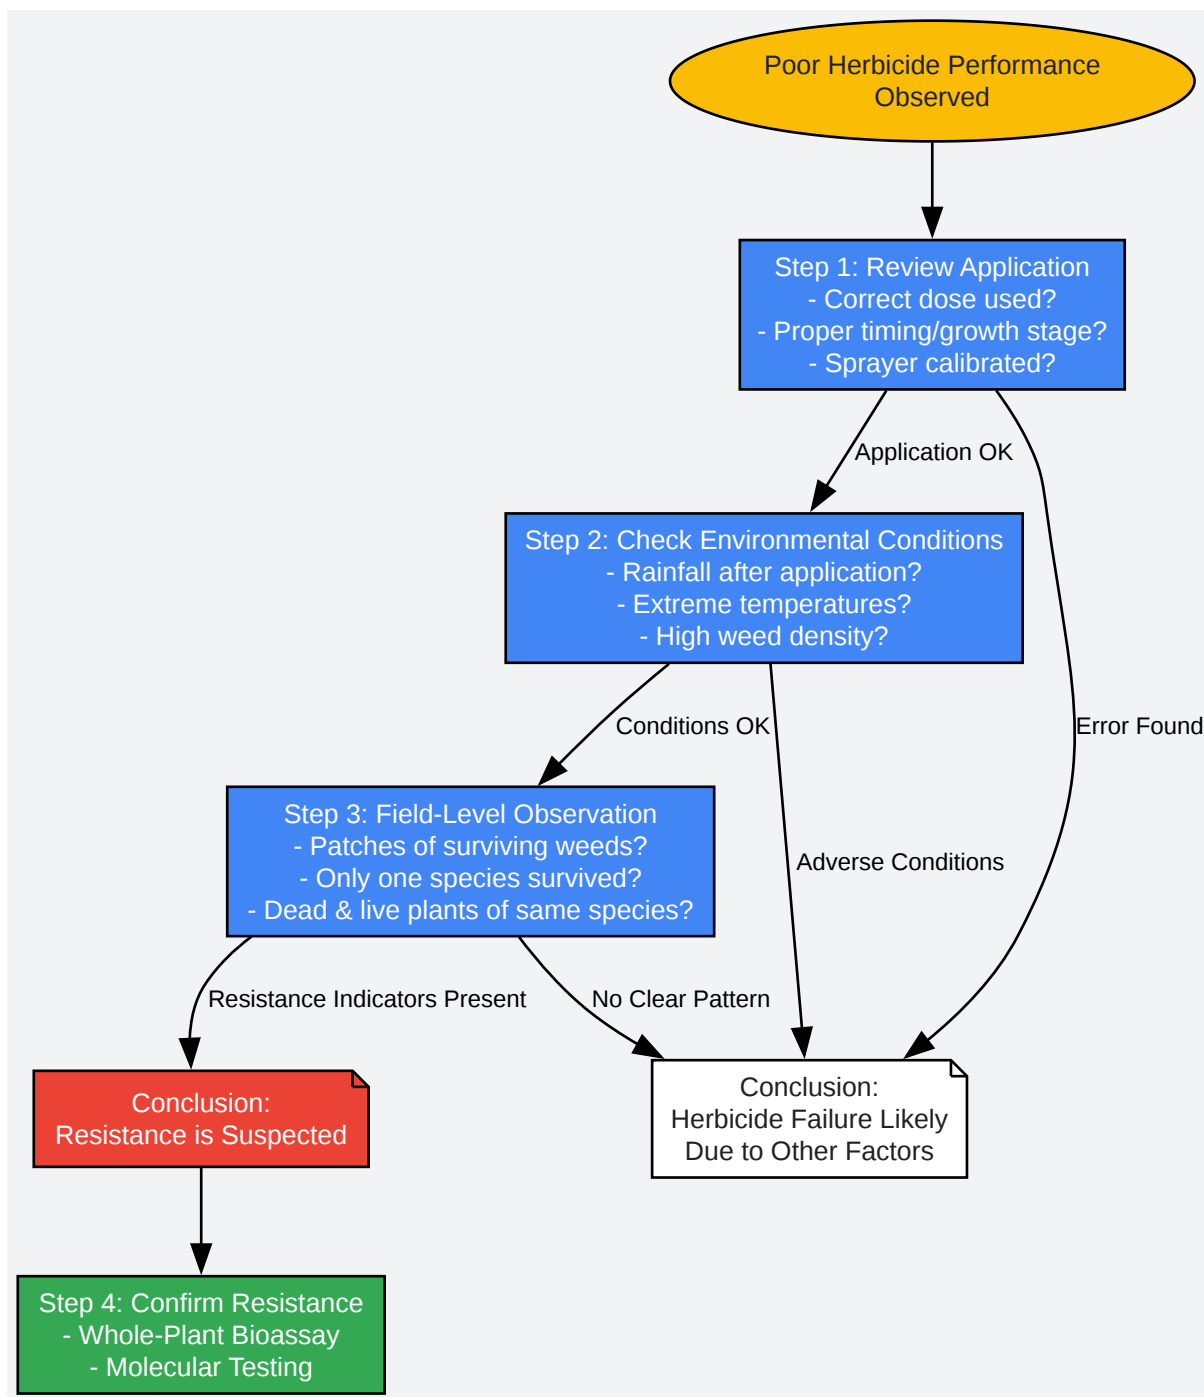 Poor Herbicide Performance
Observed
Step 1: Review Application
- Correct dose used?
- Proper timing/growth stage?
- Sprayer calibrated?
Application OK
Step 2: Check Environmental Conditions
- Rainfall after application?
- Extreme temperatures?
- High weed density?
Conditions OK
Error Found
Step 3: Field-Level Observation
- Patches of surviving weeds?
- Only one species survived?
- Dead & live plants of same species?
Adverse Conditions
Resistance Indicators Present
No Clear Pattern
Conclusion:
Resistance is Suspected
Conclusion:
Herbicide Failure Likely
Due to Other Factors
Step 4: Confirm Resistance
- Whole-Plant Bioassay
- Molecular Testing